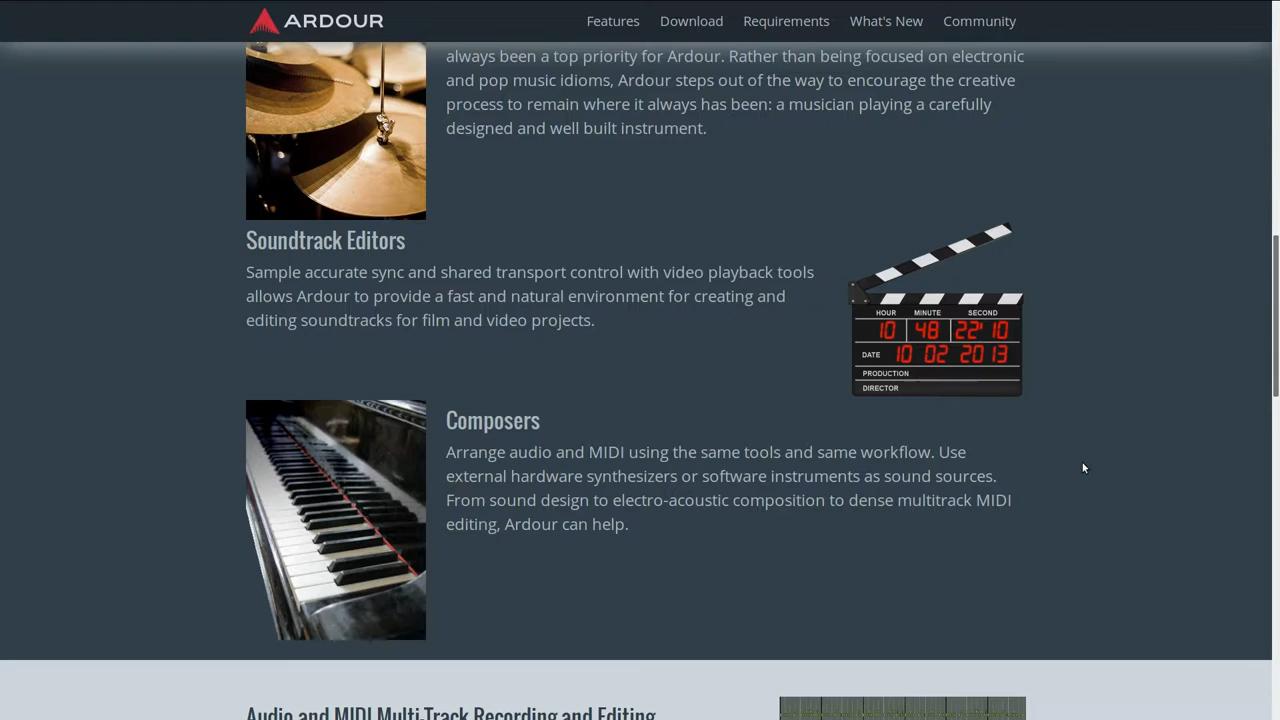 ARDOUR
Features Download Requirements What's New Community
always been a top priority for Ardour. Rather than being focused on electronic
and pop music idioms, Ardour steps out of the way to encourage the creative
process to remain where it always has been: a musician playing a carefully
designed and well built instrument.
Soundtrack Editors
Sample accurate sync and shared transport control with video playback tools
allows Ardour to provide a fast and natural environment for creating and
editing soundtracks for film and video projects.
HOUR MINUTE SECOND
10 48 22' 10
DATE 10 02 2013
PRODUCTION
DIRECTOR
Composers
Arrange audio and MIDI using the same tools and same workflow. Use
external hardware synthesizers or software instruments as sound sources.
From sound design to electro-acoustic composition to dense multitrack MIDI
editing, Ardour can help.
Audio and MIDI Multi-Track Recording and Editing